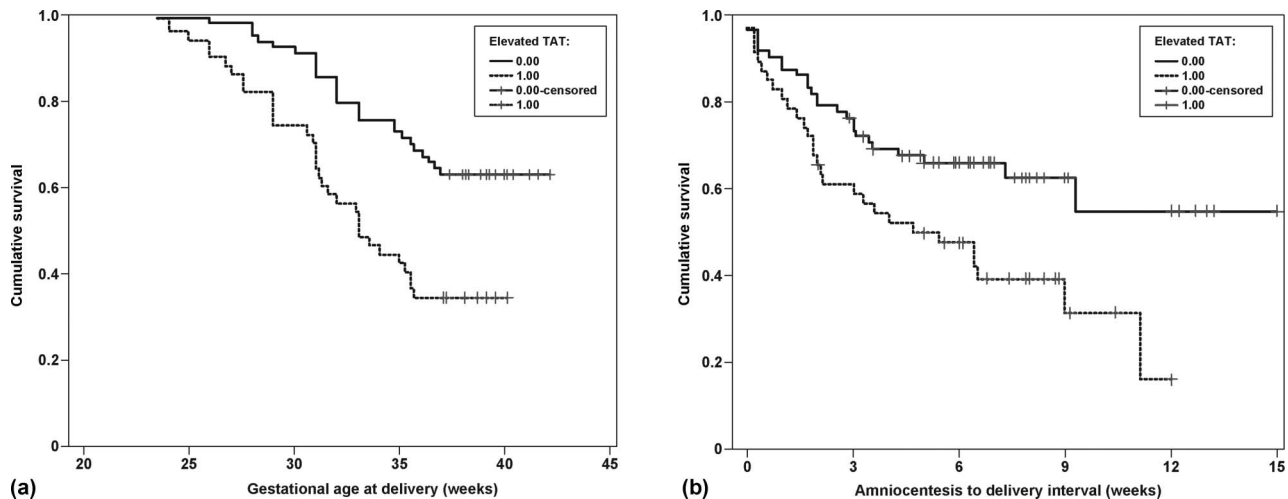 1.0
0.8
0.6
0.4
0.2
0
Cumulative survival
20 25 30 35 40 45
Gestational age at delivery (weeks)
Elevated TAT:
0.00
1.00
0.00-censored
1.00
(a)
1.0
0.8
0.6
0.4
0.2
0
Cumulative survival
0 3 6 9 12 15
Amniocentesis to delivery interval (weeks)
Elevated TAT:
0.00
1.00
0.00-censored
1.00
(b)